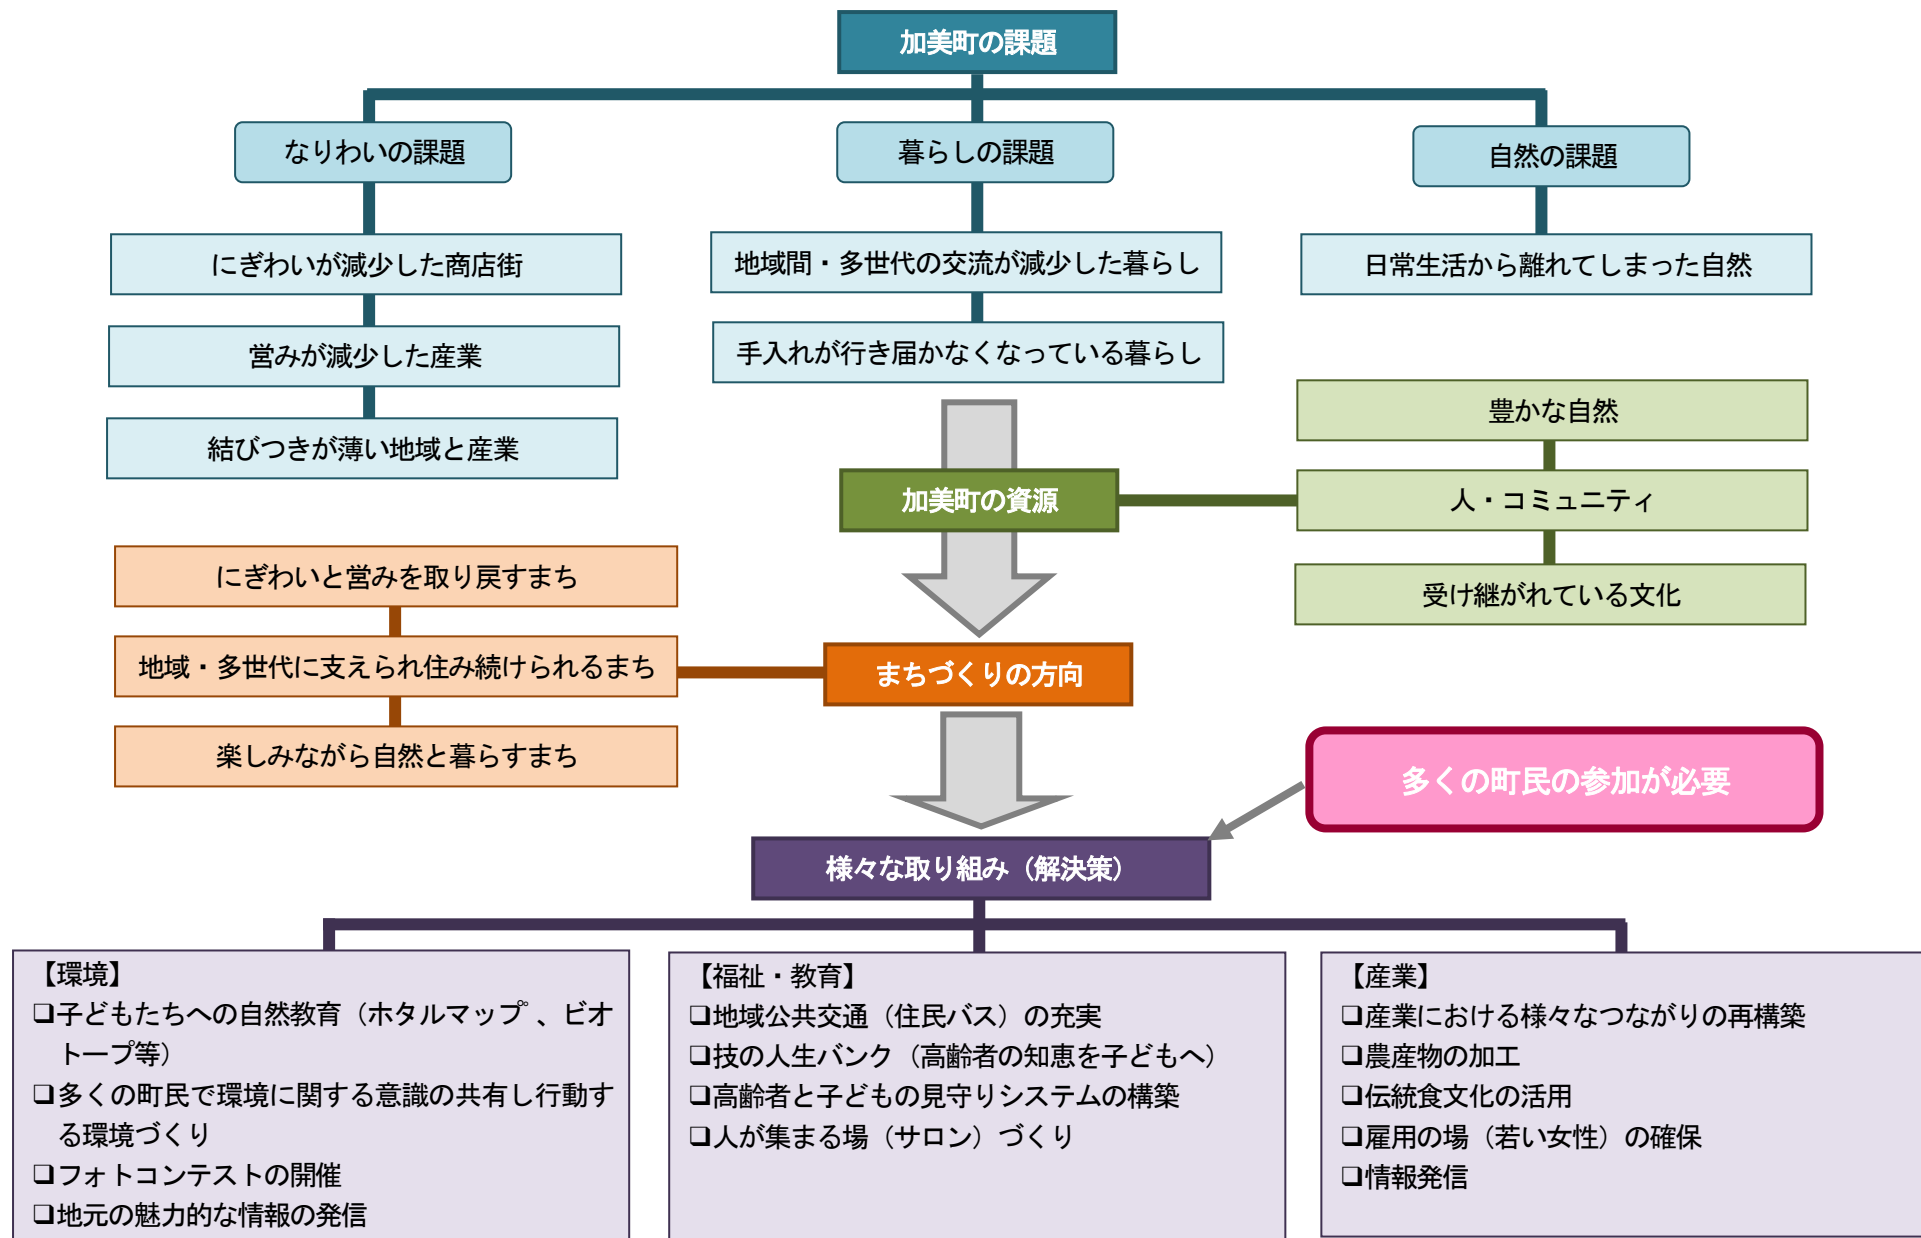 加美町の課題
なりわいの課題
暮らしの課題
自然の課題
にぎわいが減少した商店街
営みが減少した産業
結びつきが薄い地域と産業
地域間・多世代の交流が減少した暮らし
手入れが行き届かなくなっている暮らし
日常生活から離れてしまった自然
加美町の資源
豊かな自然
人・コミュニティ
受け継がれている文化
まちづくりの方向
にぎわいと営みを取り戻すまち
地域・多世代に支えられ住み続けられるまち
楽しみながら自然と暮らすまち
多くの町民の参加が必要
様々な取り組み（解決策）
【環境】
❑子どもたちへの自然教育（ホタルマップ 、ビオ
トープ等）
❑多くの町民で環境に関する意識の共有し行動す
る環境づくり
❑フォトコンテストの開催
❑地元の魅力的な情報の発信
【福祉・教育】
❑地域公共交通（住民バス）の充実
❑技の人生バンク（高齢者の知恵を子どもへ）
❑高齢者と子どもの見守りシステムの構築
❑人が集まる場（サロン）づくり
【産業】
❑産業における様々なつながりの再構築
❑農産物の加工
❑伝統食文化の活用
❑雇用の場（若い女性）の確保
❑情報発信